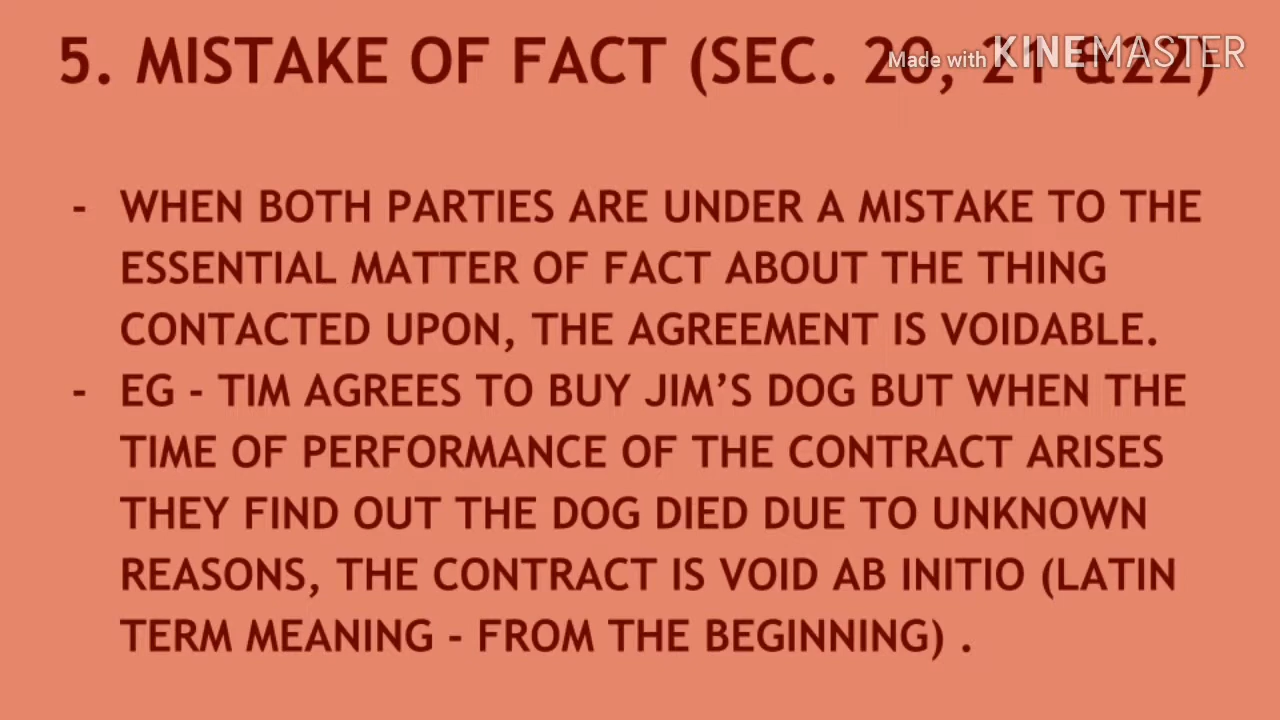 5. MISTAKE OF FACT (SEC. 20, 21 &22)
Made with KINEMASTER
- WHEN BOTH PARTIES ARE UNDER A MISTAKE TO THE
ESSENTIAL MATTER OF FACT ABOUT THE THING
CONTACTED UPON, THE AGREEMENT IS VOIDABLE.
- EG - TIM AGREES TO BUY JIM’S DOG BUT WHEN THE
TIME OF PERFORMANCE OF THE CONTRACT ARISES
THEY FIND OUT THE DOG DIED DUE TO UNKNOWN
REASONS, THE CONTRACT IS VOID AB INITIO (LATIN
TERM MEANING - FROM THE BEGINNING) .